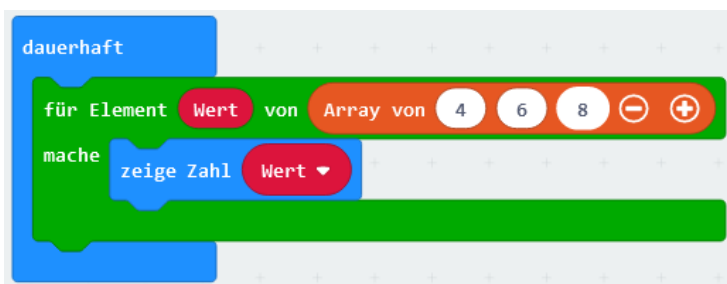 dauerhaft
für Element Wert von Array von 4 6 8
mache
zeige Zahl Wert